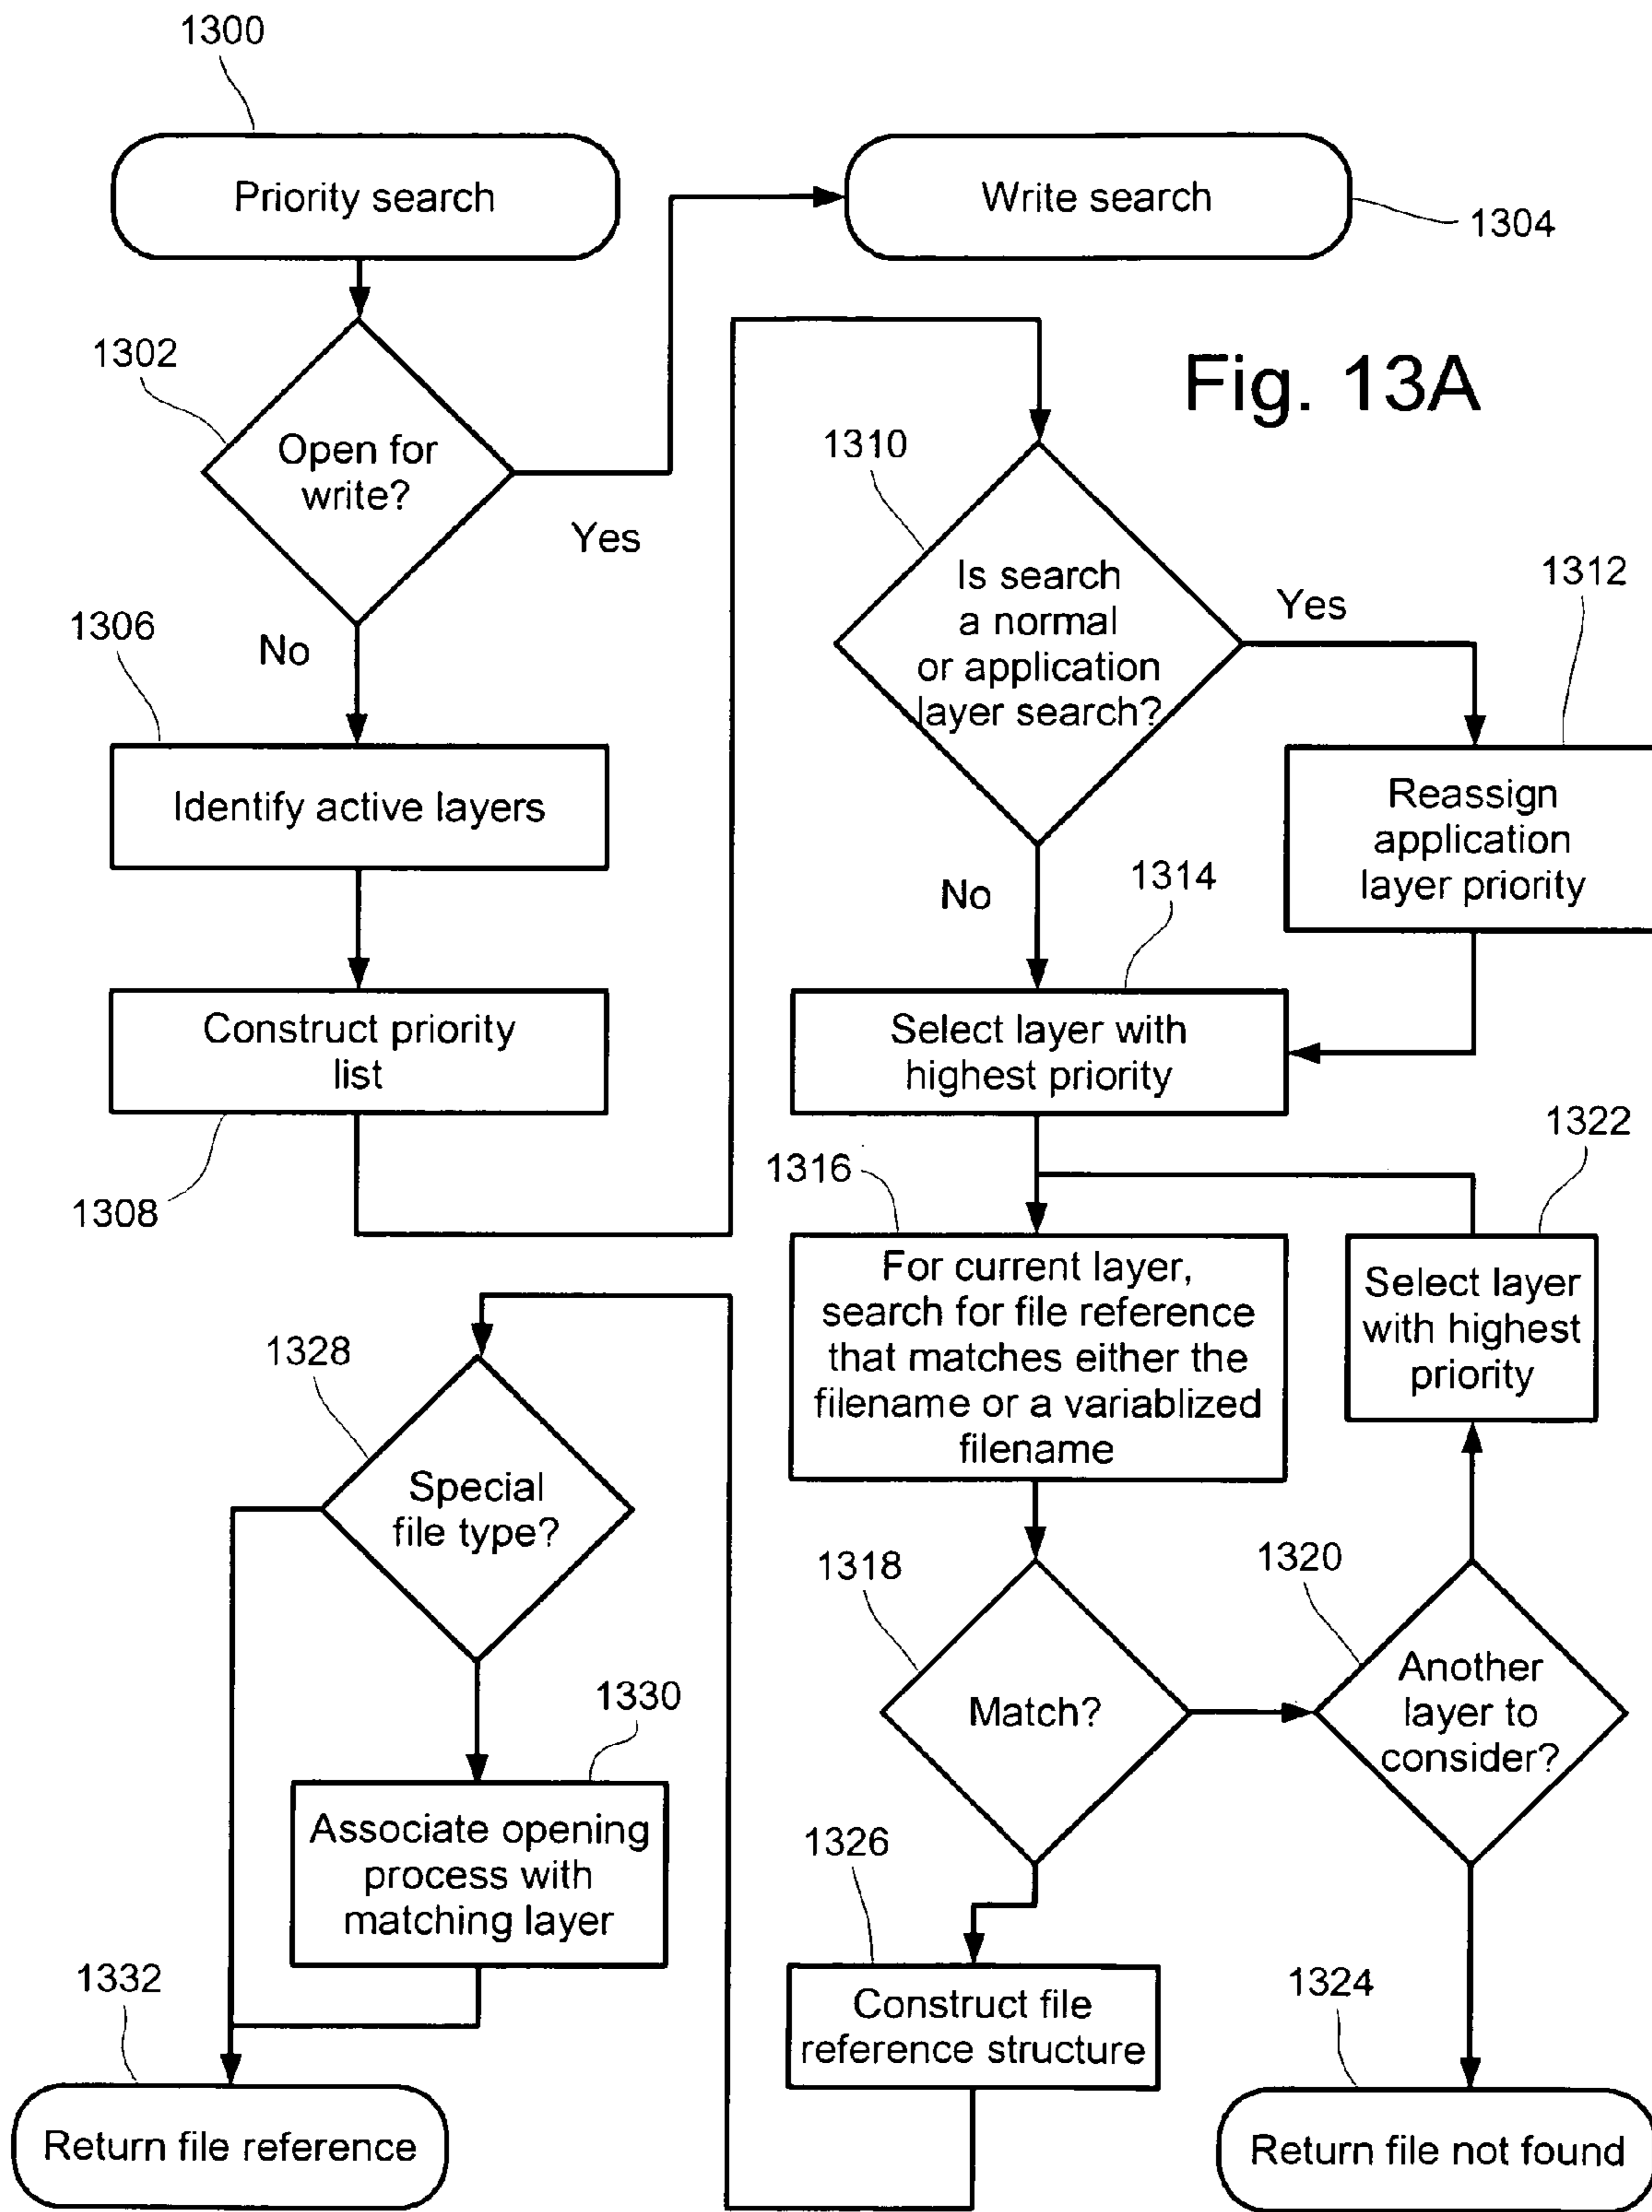 1300
Priority search
Write search
1304
Fig. 13A
1302
Open for
write?
Yes
1306
No
Identify active layers
Construct priority
list
1308
1310
Is search
a normal
or application
layer search?
Yes
1312
Reassign
application
layer priority
No
1314
Select layer with
highest priority
1316
For current layer,
search for file reference
that matches either the
filename or a variablized
filename
1322
Select layer
with highest
priority
1318
Match?
1320
Another
layer to
consider?
1326
Construct file
reference structure
1324
Return file not found
1328
Special
file type?
1330
Associate opening
process with
matching layer
1332
Return file reference